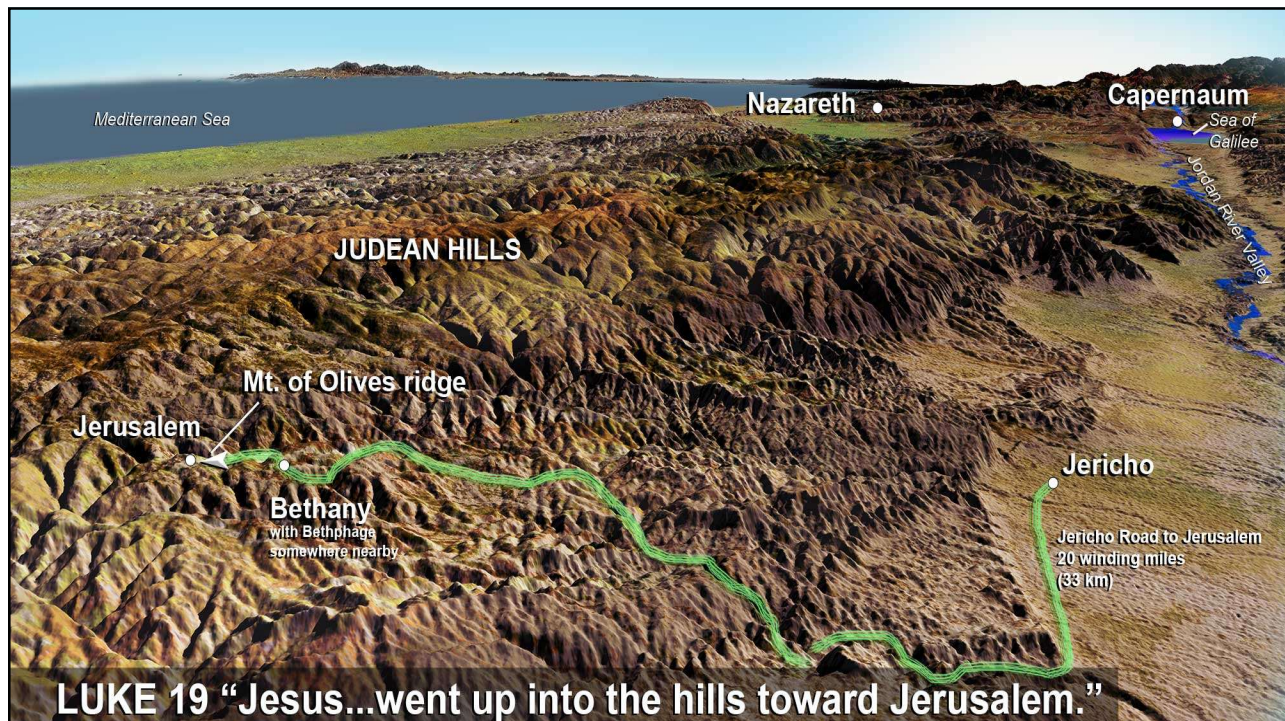 Mediterranean Sea
Nazareth
Capernaum
Sea of
Galilee
Jordan River Valley
JUDEAN HILLS
Mt. of Olives ridge
Jerusalem
Bethany
with Bethphage
somewhere nearby
Jericho
Jericho Road to Jerusalem
20 winding miles
(33 km)
LUKE 19 “Jesus...went up into the hills toward Jerusalem.”